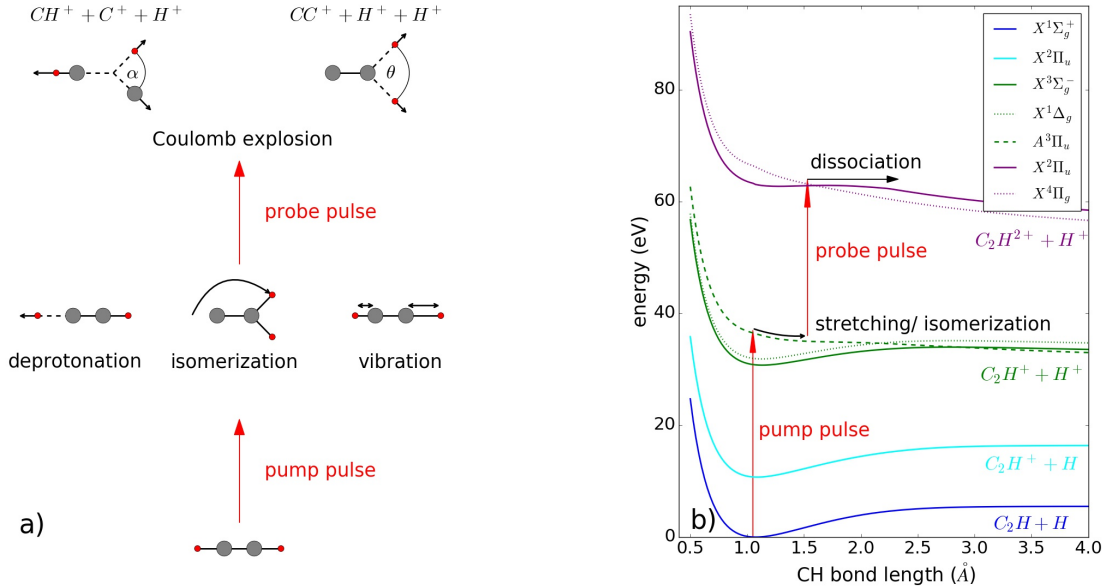 CH⁺ + C⁺ + H⁺
CC⁺ + H⁺ + H⁺
α
θ
Coulomb explosion
probe pulse
deprotonation
isomerization
vibration
pump pulse
a)
energy (eV)
80
60
40
20
0
X¹Σg⁺
X²Πu
X³Σg⁻
X¹Δg
A³Πu
X²Πu
X⁴Πg
dissociation
C₂H²⁺ + H⁺
probe pulse
stretching/ isomerization
C₂H⁺ + H⁺
pump pulse
C₂H⁺ + H
b)
C₂H + H
0.5 1.0 1.5 2.0 2.5 3.0 3.5 4.0
CH bond length (Å)